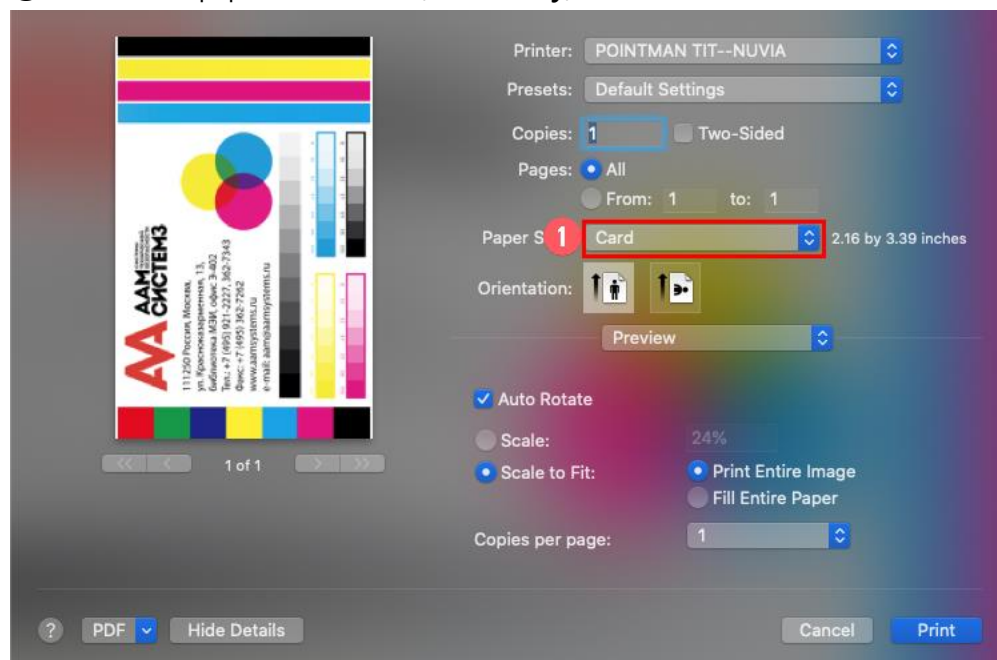 Printer: POINTMAN TIT--NUVIA
Presets: Default Settings
Copies: 1 Two-Sided
Pages: All
From: 1 to: 1
Paper S 1 Card 2.16 by 3.39 inches
Orientation:
Preview
Auto Rotate
Scale: 24%
Scale to Fit: Print Entire Image
Fill Entire Paper
Copies per page: 1
ААМ
СИСТЕМЗ
111250 Россия, Москва,
ул. Красноказарменная, 13,
библиотека МЭИ, офис Э-402
Тел.: +7 (495) 921-2227, 362-7343
Факс: +7 (495) 362-7262
www.aamsystems.ru
e-mail: aam@aamsystems.ru
1 of 1
? PDF Hide Details Cancel Print